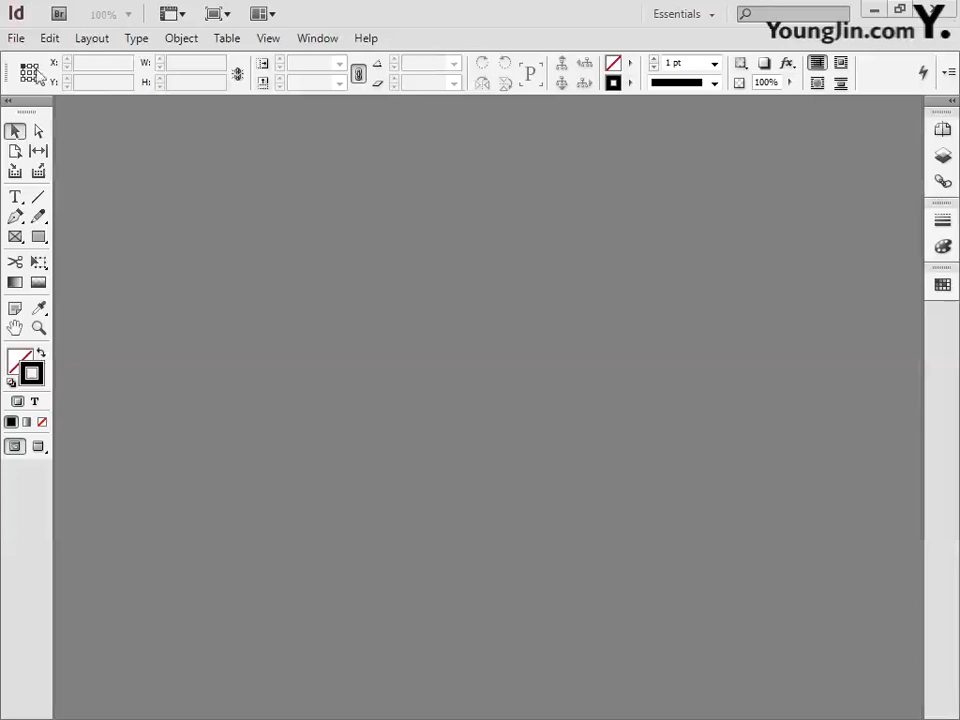 Id Br 100% Essentials
YoungJin.com Y.
File Edit Layout Type Object Table View Window Help
X: W: 1 pt
Y: H: 100%
P
fx
T
T